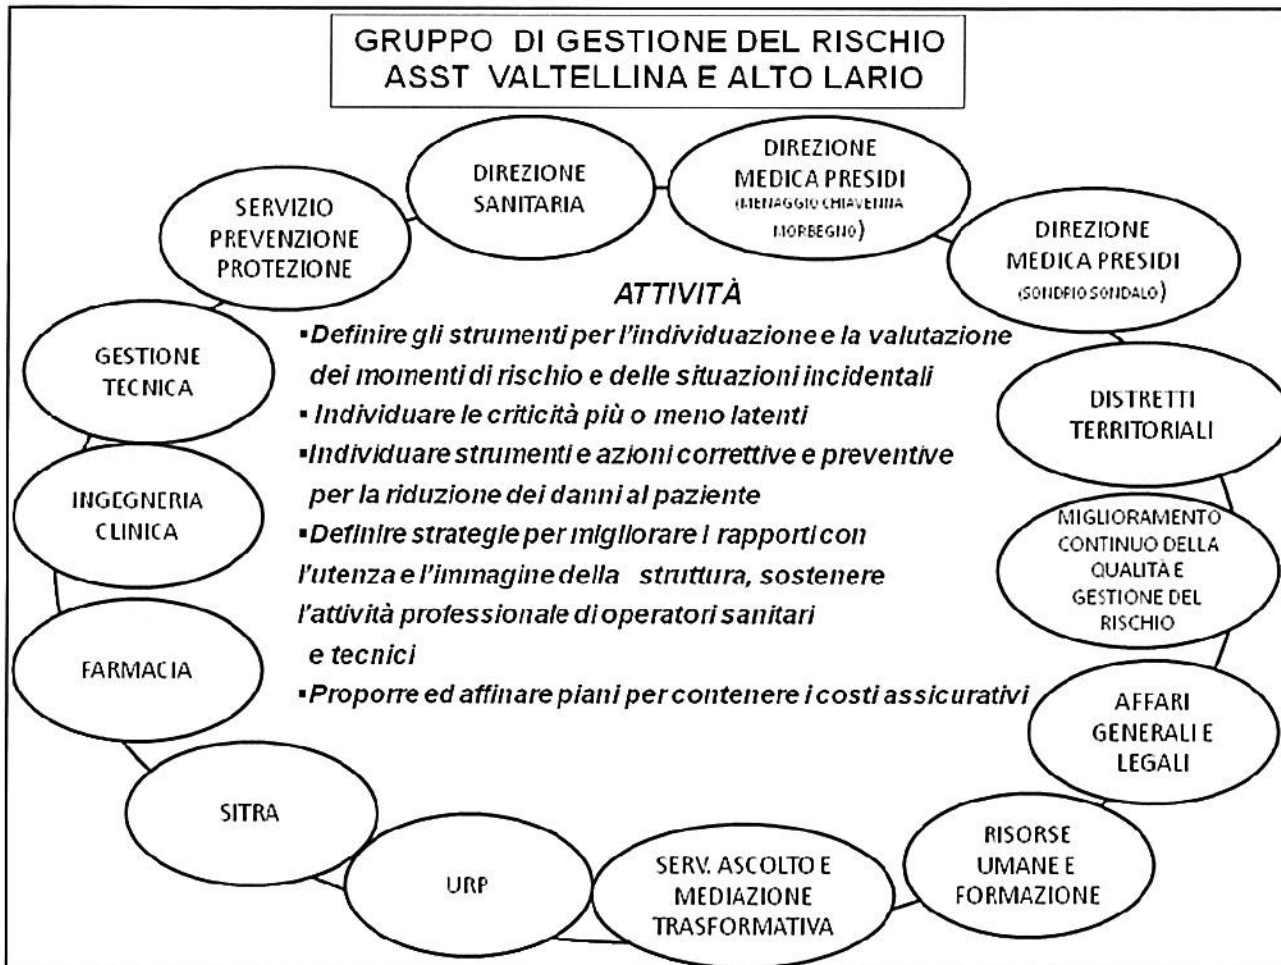 GRUPPO DI GESTIONE DEL RISCHIO
ASST VALTELLINA E ALTO LARIO
DIREZIONE
SANITARIA
DIREZIONE
MEDICA PRESIDI
(MENAGGIO CHIAVENNA
MORBEGNO)
DIREZIONE
MEDICA PRESIDI
(SONDRIO SONDALO)
DISTRETTI
TERRITORIALI
MIGLIORAMENTO
CONTINUO DELLA
QUALITÀ E
GESTIONE DEL
RISCHIO
AFFARI
GENERALI E
LEGALI
RISORSE
UMANE E
FORMAZIONE
SERV. ASCOLTO E
MEDIAZIONE
TRASFORMATIVA
URP
SITRA
FARMACIA
INGEGNERIA
CLINICA
GESTIONE
TECNICA
SERVIZIO
PREVENZIONE
PROTEZIONE
ATTIVITÀ
▪Definire gli strumenti per l'individuazione e la valutazione
dei momenti di rischio e delle situazioni incidentali
▪ Individuare le criticità più o meno latenti
▪Individuare strumenti e azioni correttive e preventive
per la riduzione dei danni al paziente
▪Definire strategie per migliorare i rapporti con
l'utenza e l'immagine della struttura, sostenere
l'attività professionale di operatori sanitari
e tecnici
▪Proporre ed affinare piani per contenere i costi assicurativi